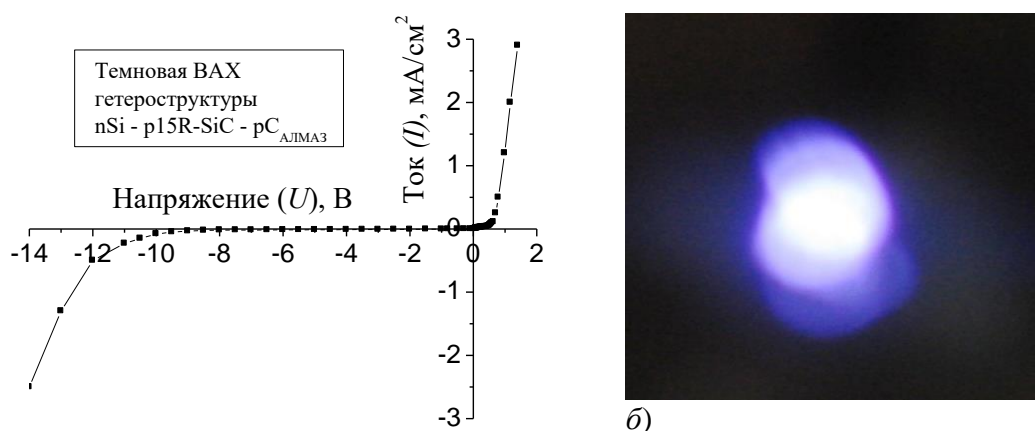 Темновая ВАХ
гетероструктуры
nSi - p15R-SiC - pCАЛМАЗ
Напряжение (U), В
Ток (I), мА/см²
3
2
1
0
-14 -12 -10 -8 -6 -4 -2 0 2
-1
-2
-3
б)